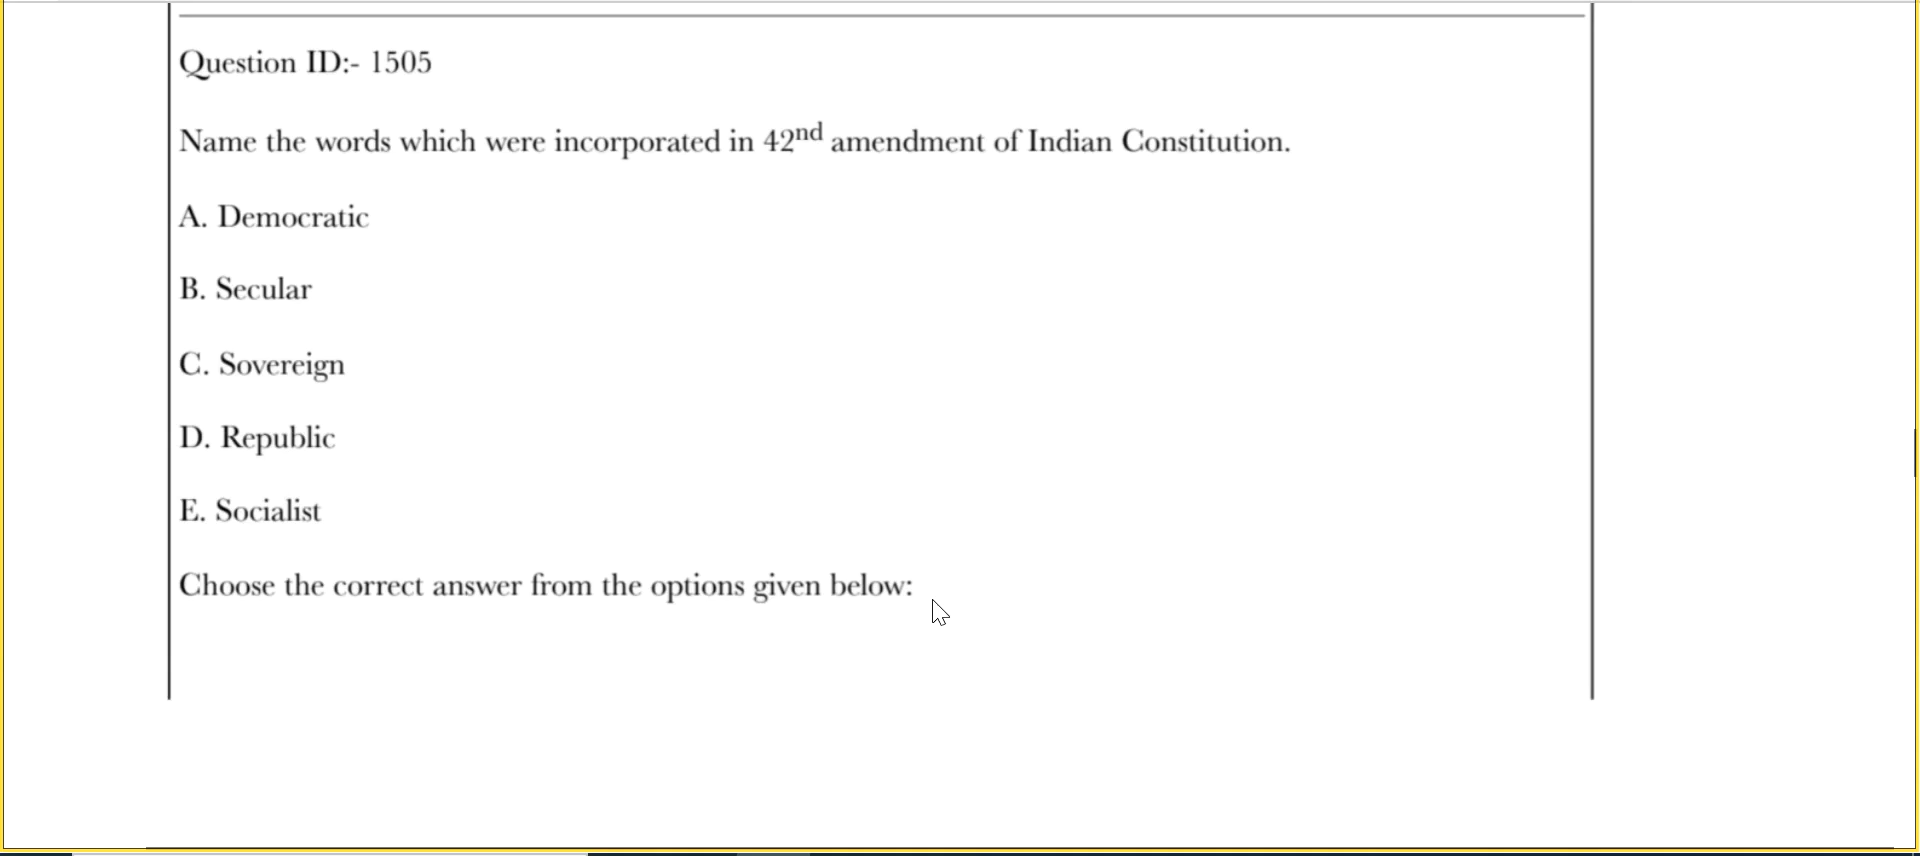 Question ID:- 1505
Name the words which were incorporated in 42nd amendment of Indian Constitution.
A. Democratic
B. Secular
C. Sovereign
D. Republic
E. Socialist
Choose the correct answer from the options given below: